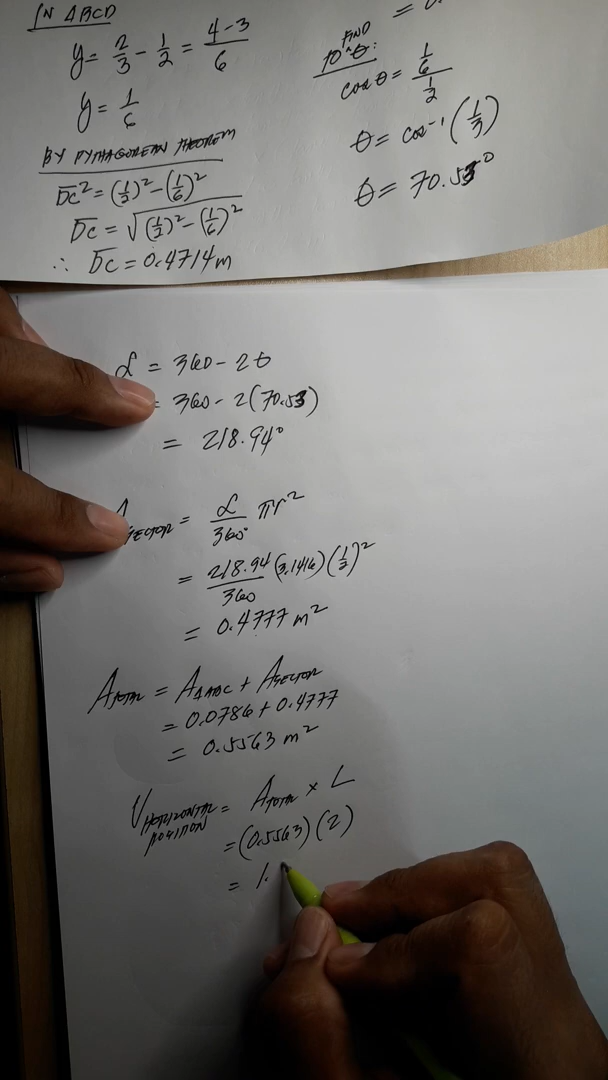 IN ΔBCD
y = 2/3 - 1/2 = (4-3)/6
y = 1/6
BY PYTHAGOREAN THEOREM
DC² = (1/2)² - (1/6)²
DC = √((1/2)² - (1/6)²)
∴ DC = 0.4714 m
FIND θ:
cos θ = (1/6)/(1/2)
θ = cos⁻¹(1/3)
θ = 70.53°
α = 360 - 2θ
= 360 - 2(70.53)
= 218.94°
SECTOR = α/360° πr²
= 218.94/360 (3.1416)(1/2)²
= 0.4777 m²
A TOTAL = A ΔABC + A SECTOR
= 0.0786 + 0.4777
= 0.5563 m²
V HORIZONTAL POSITION = A TOTAL × L
= (0.5563)(2)
= 1.